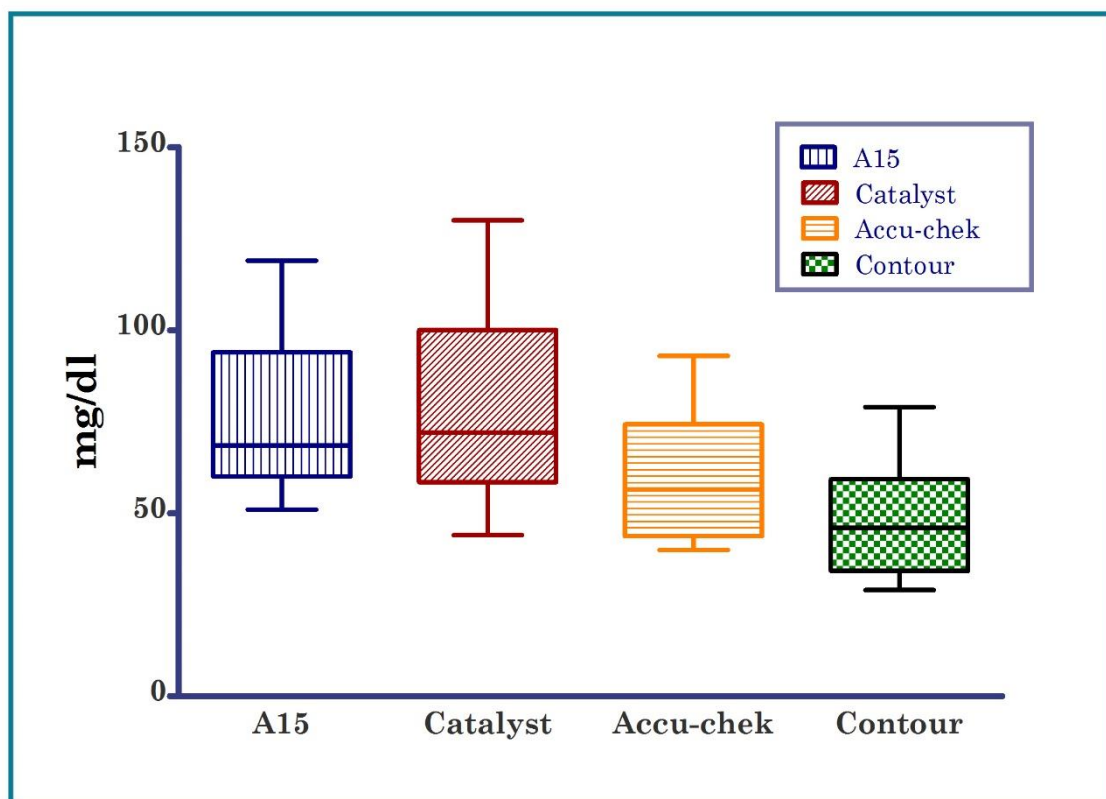 150
100
50
0
mg/dl
A15
Catalyst
Accu-chek
Contour
A15
Catalyst
Accu-chek
Contour